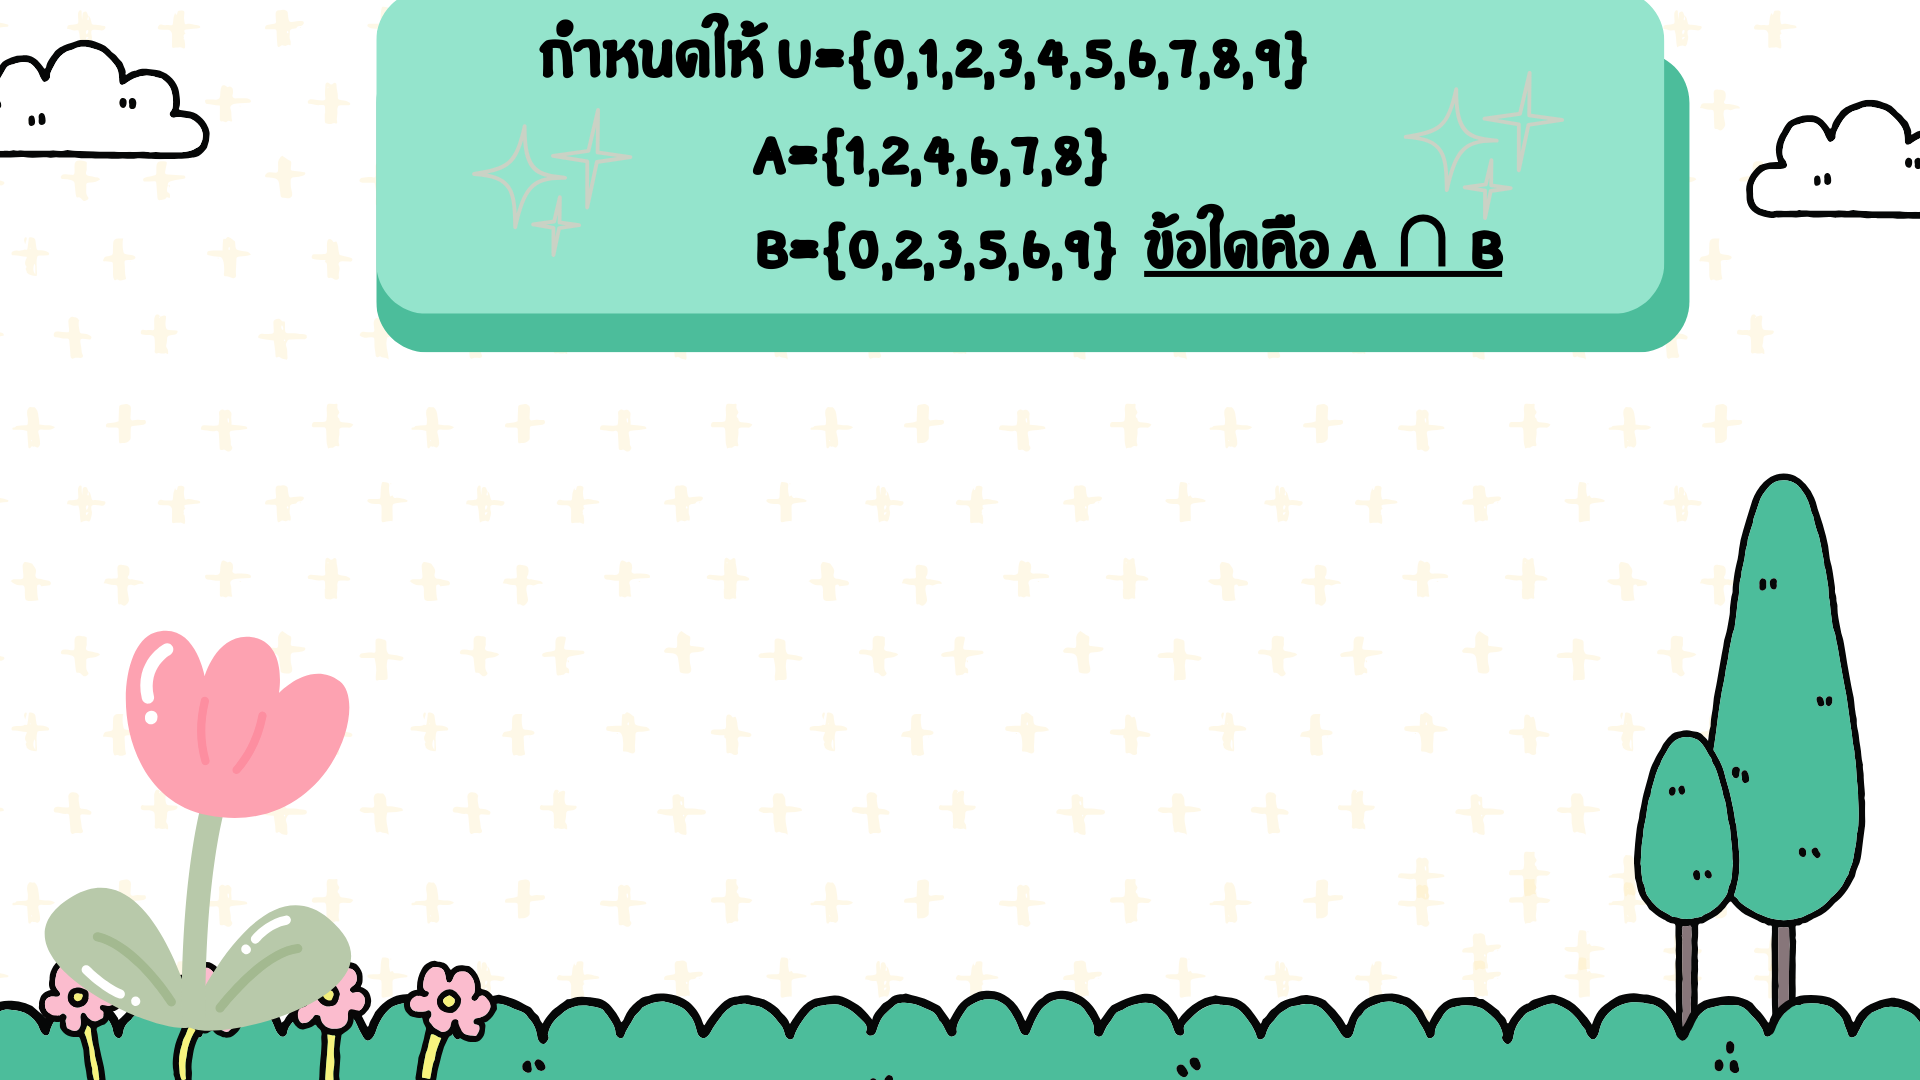 กำหนดให้ U={0,1,2,3,4,5,6,7,8,9}
A={1,2,4,6,7,8}
B={0,2,3,5,6,9} ข้อใดคือ A ∩ B